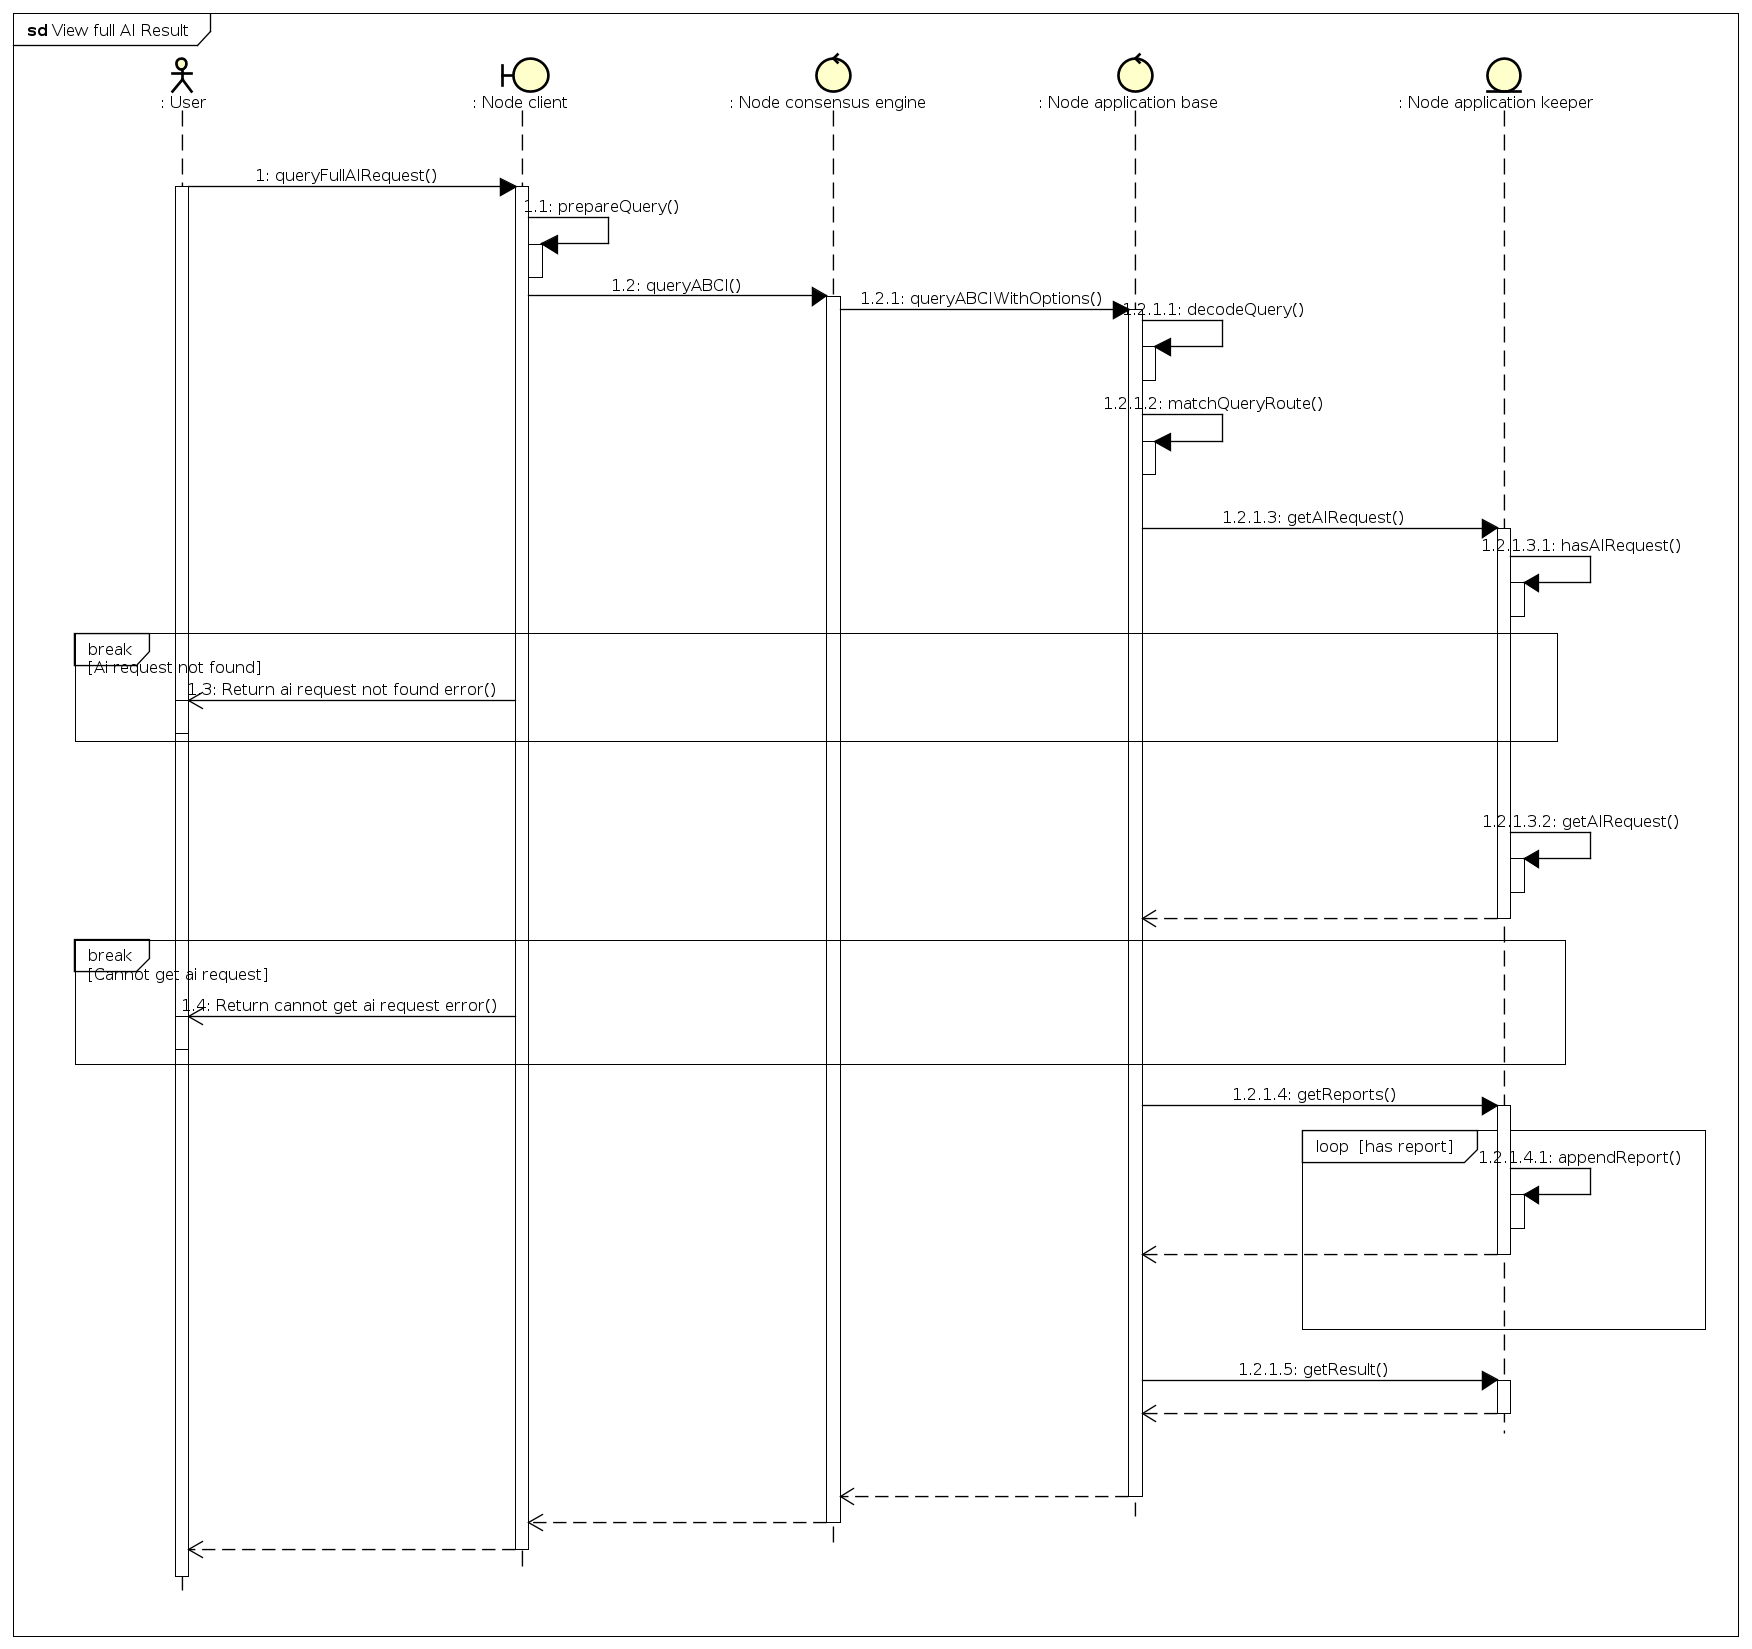 sd View full AI Result
: User
: Node client
: Node consensus engine
: Node application base
: Node application keeper
1: queryFullAIRequest()
1.1: prepareQuery()
1.2: queryABCI()
1.2.1: queryABCIWithOptions()
1.2.1.1: decodeQuery()
1.2.1.2: matchQueryRoute()
1.2.1.3: getAIRequest()
1.2.1.3.1: hasAIRequest()
break
[Ai request not found]
1.3: Return ai request not found error()
1.2.1.3.2: getAIRequest()
break
[Cannot get ai request]
1.4: Return cannot get ai request error()
1.2.1.4: getReports()
loop [has report]
1.2.1.4.1: appendReport()
1.2.1.5: getResult()